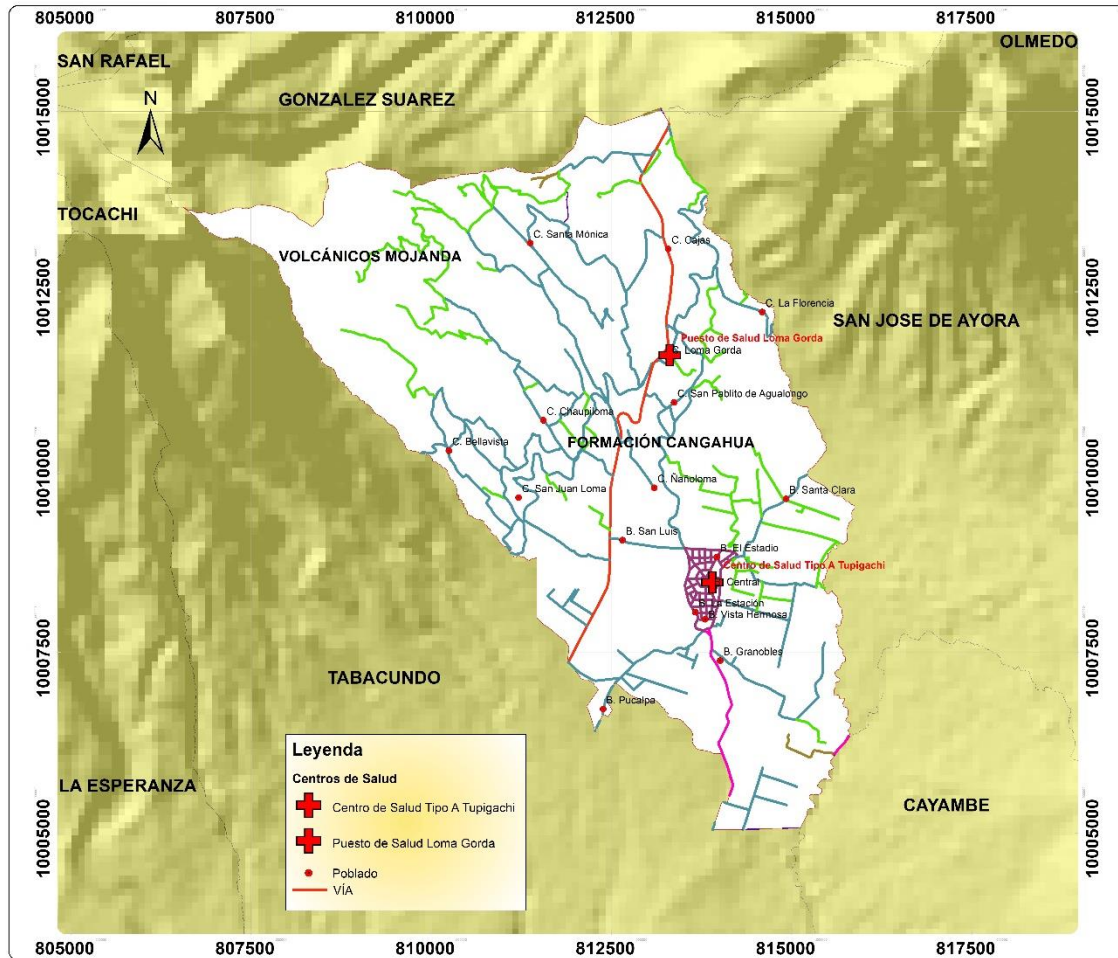 805000 807500 810000 812500 815000 817500
OLMEDO
SAN RAFAEL
GONZALEZ SUAREZ
N
10015000
10015000
TOCACHI
C. Santa Mónica
C. Cajas
VOLCÁNICOS MOJANDA
10012500
10012500
C. La Florencia
SAN JOSE DE AYORA
Puesto de Salud Loma Gorda
C. Loma Gorda
C. San Pablito de Agualongo
C. Chaupiloma
FORMACIÓN CANGAHUA
C. Bellavista
10010000
10010000
C. Ñañoloma
C. San Juan Loma
B. Santa Clara
B. San Luis
B. El Estadio
Centro de Salud Tipo A Tupigachi
Central
B. La Estación
B. Vista Hermosa
10007500
10007500
B. Granobles
TABACUNDO
B. Pucalpa
LA ESPERANZA
CAYAMBE
10005000
10005000
Leyenda
Centros de Salud
Centro de Salud Tipo A Tupigachi
Puesto de Salud Loma Gorda
Poblado
VÍA
805000 807500 810000 812500 815000 817500